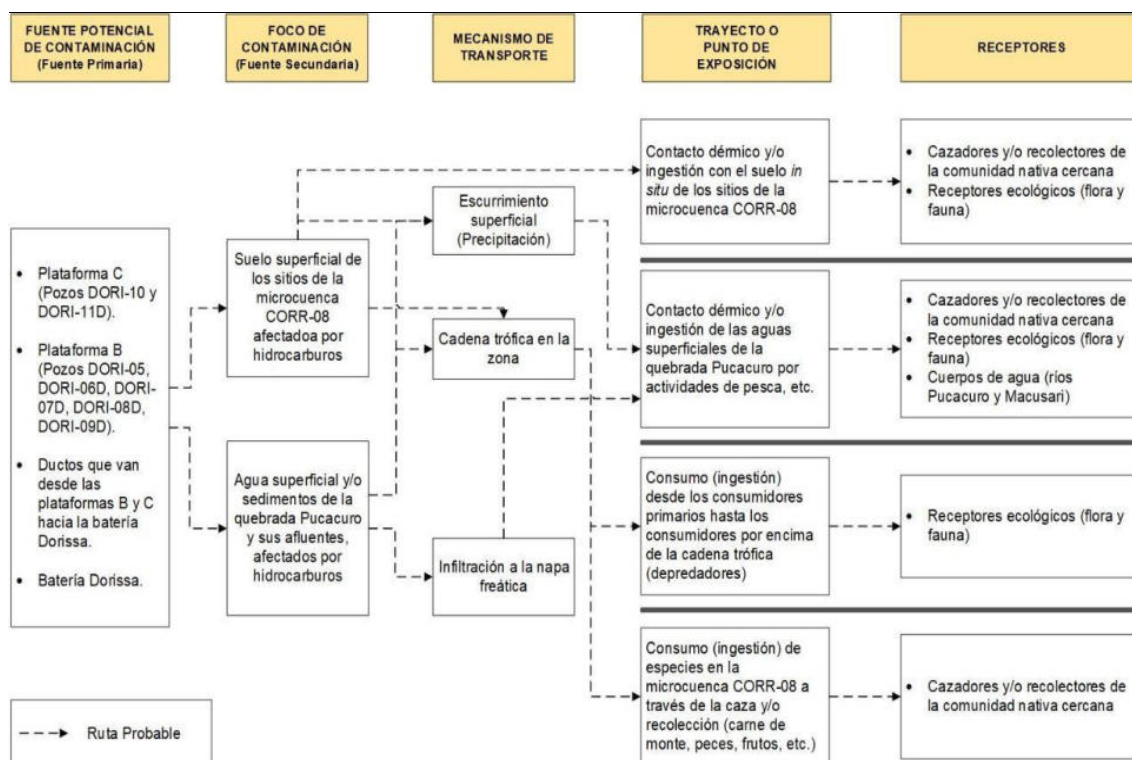 FUENTE POTENCIAL
DE CONTAMINACIÓN
(Fuente Primaria)
FOCO DE
CONTAMINACIÓN
(Fuente Secundaria)
MECANISMO DE
TRANSPORTE
TRAYECTO O
PUNTO DE
EXPOSICIÓN
RECEPTORES
• Plataforma C
(Pozos DORI-10 y
DORI-11D).
• Plataforma B
(Pozos DORI-05,
DORI-06D, DORI-
07D, DORI-08D,
DORI-09D).
• Ductos que van
desde las
plataformas B y C
hacia la batería
Dorissa.
• Batería Dorissa.
Suelo superficial de
los sitios de la
microcuenca
CORR-08
afectadoa por
hidrocarburos
Agua superficial y/o
sedimentos de la
quebrada Pucacuro
y sus afluentes,
afectados por
hidrocarburos
Escurrimiento
superficial
(Precipitación)
Cadena trófica en la
zona
Infiltración a la napa
freática
Contacto dérmico y/o
ingestión con el suelo in
situ de los sitios de la
microcuenca CORR-08
• Cazadores y/o recolectores de
la comunidad nativa cercana
• Receptores ecológicos (flora y
fauna)
Contacto dérmico y/o
ingestión de las aguas
superficiales de la
quebrada Pucacuro por
actividades de pesca, etc.
• Cazadores y/o recolectores de
la comunidad nativa cercana
• Receptores ecológicos (flora y
fauna)
• Cuerpos de agua (ríos
Pucacuro y Macusari)
Consumo (ingestión)
desde los consumidores
primarios hasta los
consumidores por encima
de la cadena trófica
(depredadores)
• Receptores ecológicos (flora y
fauna)
Consumo (ingestión) de
especies en la
microcuenca CORR-08 a
través de la caza y/o
recolección (carne de
monte, peces, frutos, etc.)
• Cazadores y/o recolectores de
la comunidad nativa cercana
Ruta Probable